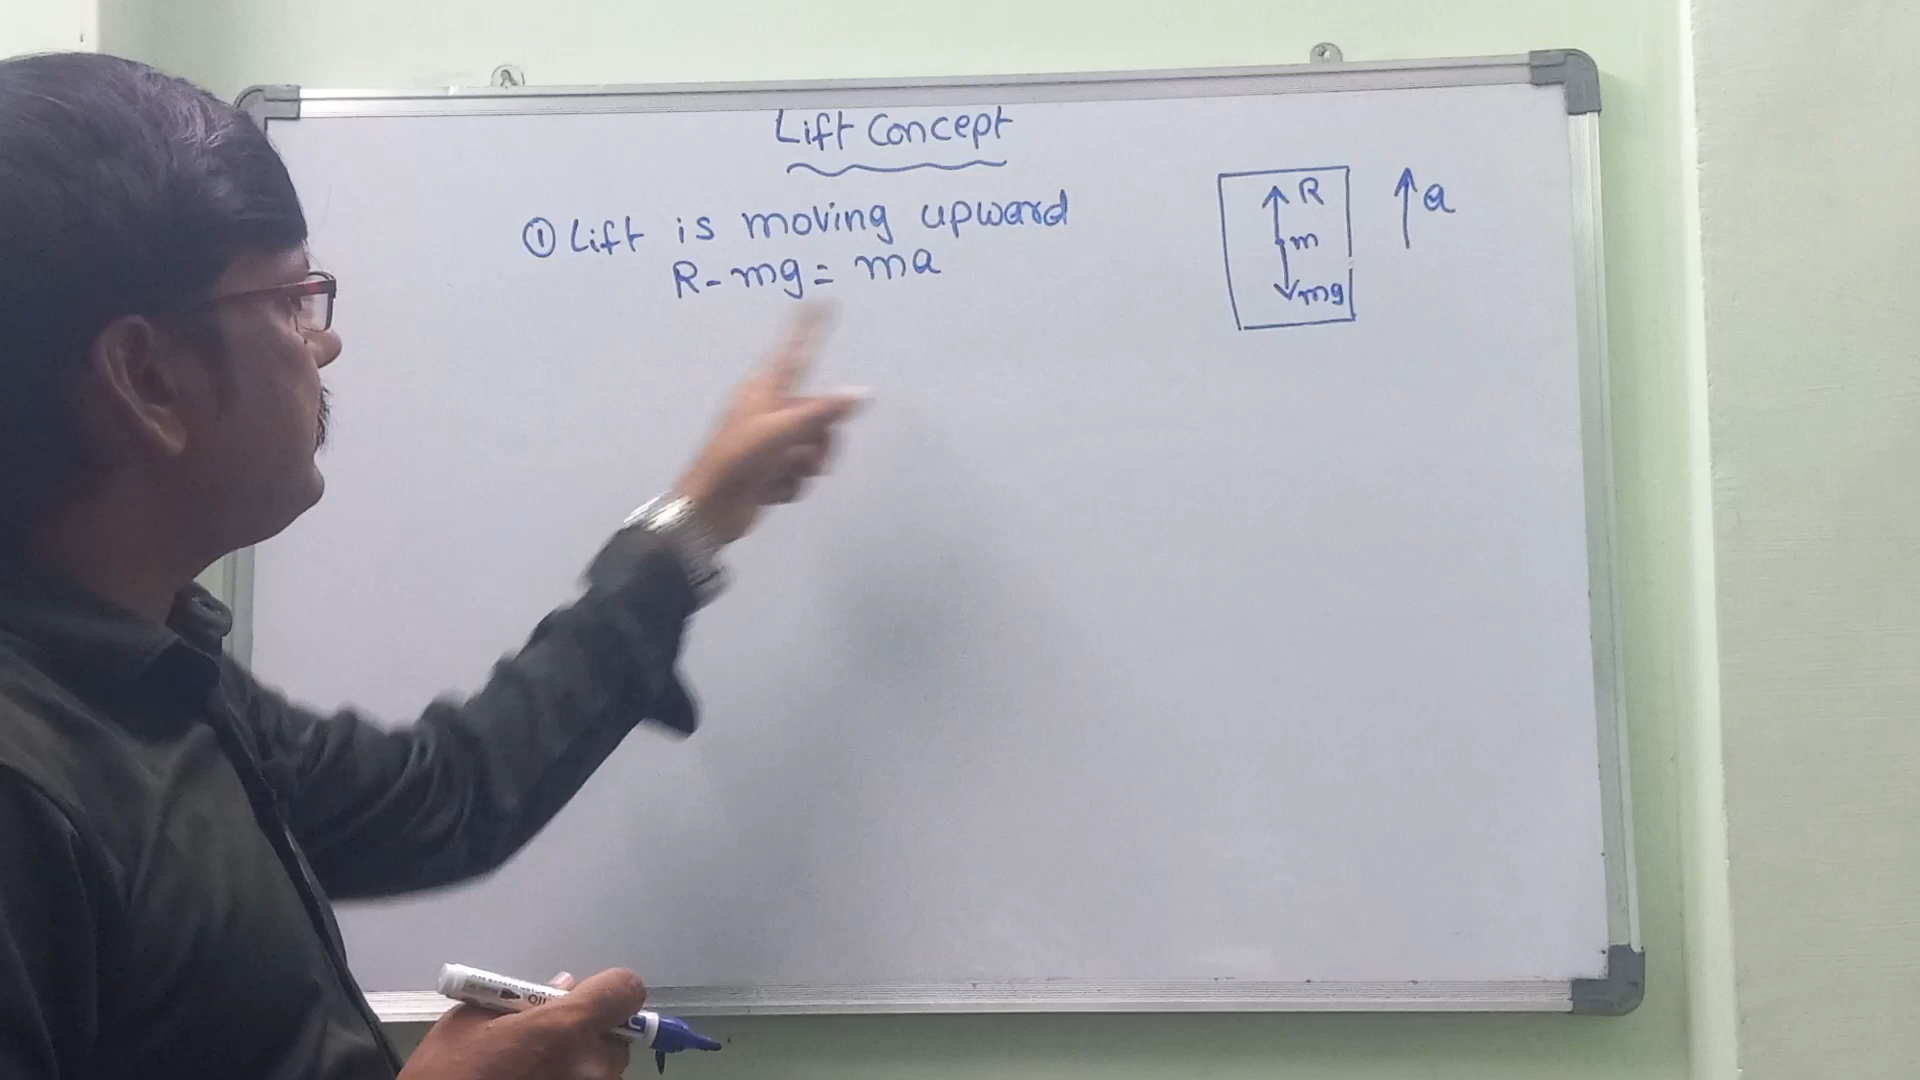 Lift Concept
① Lift is moving upward
R - mg = ma
R
m
mg
a